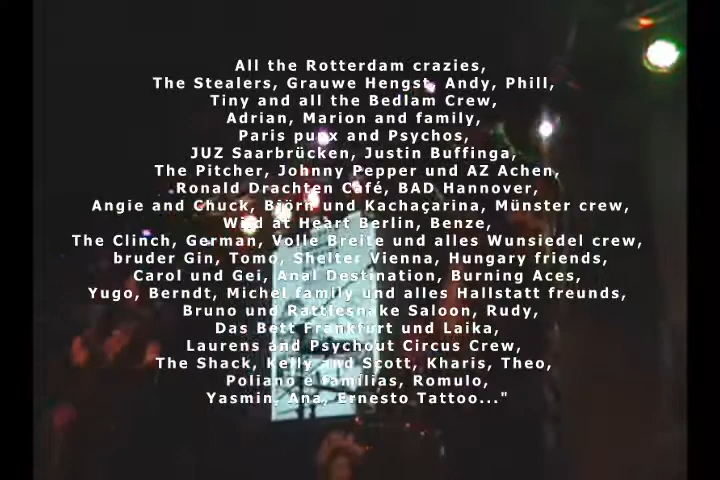 All the Rotterdam crazies,
The Stealers, Grauwe Hengst, Andy, Phill,
Tiny and all the Bedlam Crew,
Adrian, Marion and family,
Paris punx and Psychos,
JUZ Saarbrücken, Justin Buffinga,
The Pitcher, Johnny Pepper und AZ Achen,
Ronald Drachten Café, BAD Hannover,
Angie and Chuck, Björn und Kachaçarina, Münster crew,
Wild at Heart Berlin, Benze,
The Clinch, German, Volle Breite und alles Wunsiedel crew,
bruder Gin, Tomo, Shelter Vienna, Hungary friends,
Carol und Gei, Anal Destination, Burning Aces,
Yugo, Berndt, Michel family und alles Hallstatt freunds,
Bruno und Rattlesnake Saloon, Rudy,
Das Bett Frankfurt und Laika,
Laurens and Psychout Circus Crew,
The Shack, Kelly and Scott, Kharis, Theo,
Poliano e famílias, Romulo,
Yasmin, Ana, Ernesto Tattoo..."